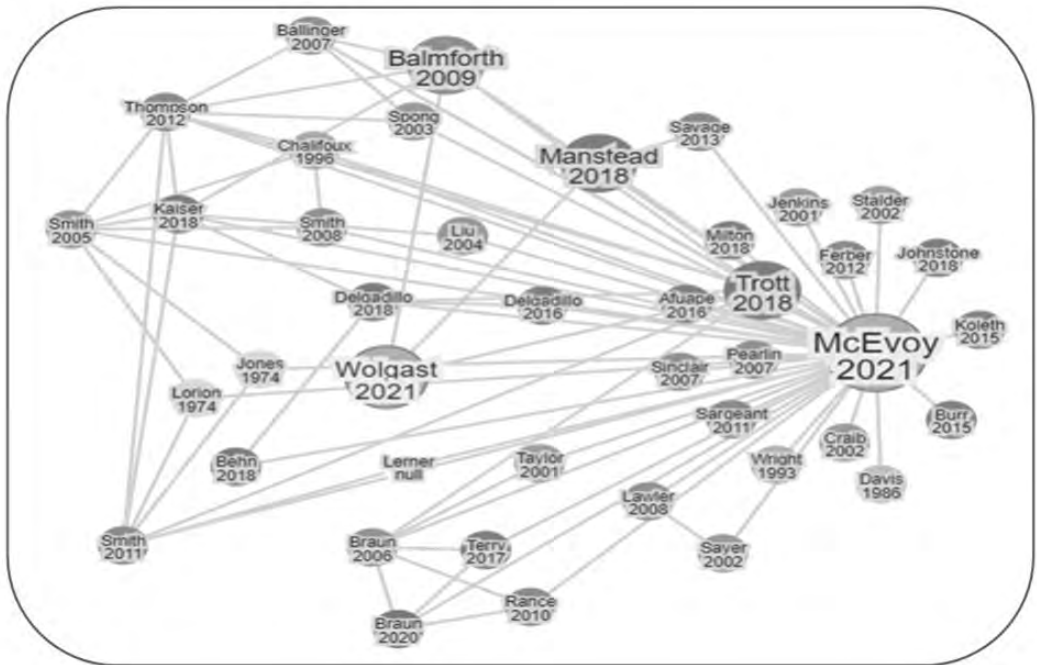 Ballinger
2007
Balmforth
2009
Thompson
2012
Spong
2003
Savage
2013
Chalifoux
1996
Manstead
2018
Jenkins
2001
Stalder
2002
Smith
2005
Kaiser
2018
Smith
2008
Liu
2004
Milton
2018
Ferber
2012
Johnstone
2018
Delgadillo
2018
Delgadillo
2016
Afuape
2016
Trott
2018
Koleth
2015
McEvoy
2021
Jones
1974
Wolgast
2021
Sinclair
2007
Pearlin
2007
Lorion
1974
Sargeant
2011
Burr
2015
Behn
2018
Lerner
null
Taylor
2001
Wright
1993
Craib
2002
Davis
1986
Lawler
2008
Smith
2011
Braun
2006
Terry
2017
Sayer
2002
Rance
2010
Braun
2020